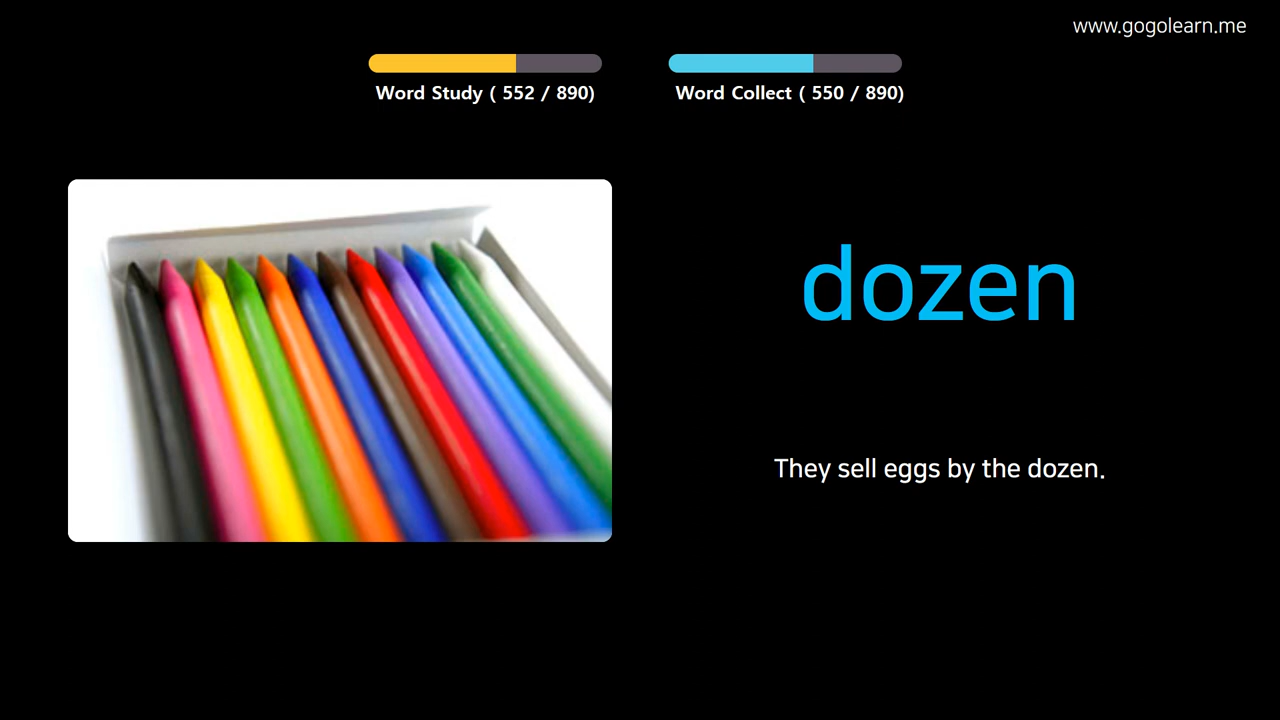 www.gogolearn.me
Word Study ( 552 / 890)
Word Collect ( 550 / 890)
dozen
They sell eggs by the dozen.